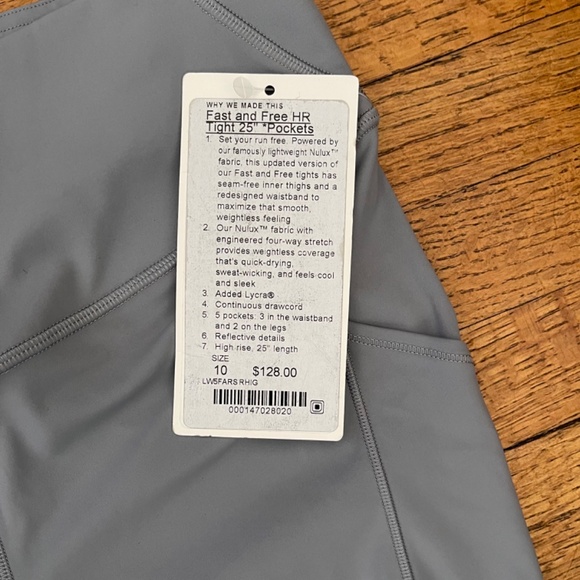 WHY WE MADE THIS
Fast and Free HR
Tight 25" *Pockets
1. Set your run free. Powered by
our famously lightweight Nulux™
fabric, this updated version of
our Fast and Free tights has
seam-free inner thighs and a
redesigned waistband to
maximize that smooth,
weightless feeling
2. Our Nulux™ fabric with
engineered four-way stretch
provides weightless coverage
that's quick-drying,
sweat-wicking, and feels cool
and sleek
3. Added Lycra®
4. Continuous drawcord
5. 5 pockets: 3 in the waistband
and 2 on the legs
6. Reflective details
7. High rise, 25" length
SIZE
10 $128.00
LW5FARS RHIG
000147028020